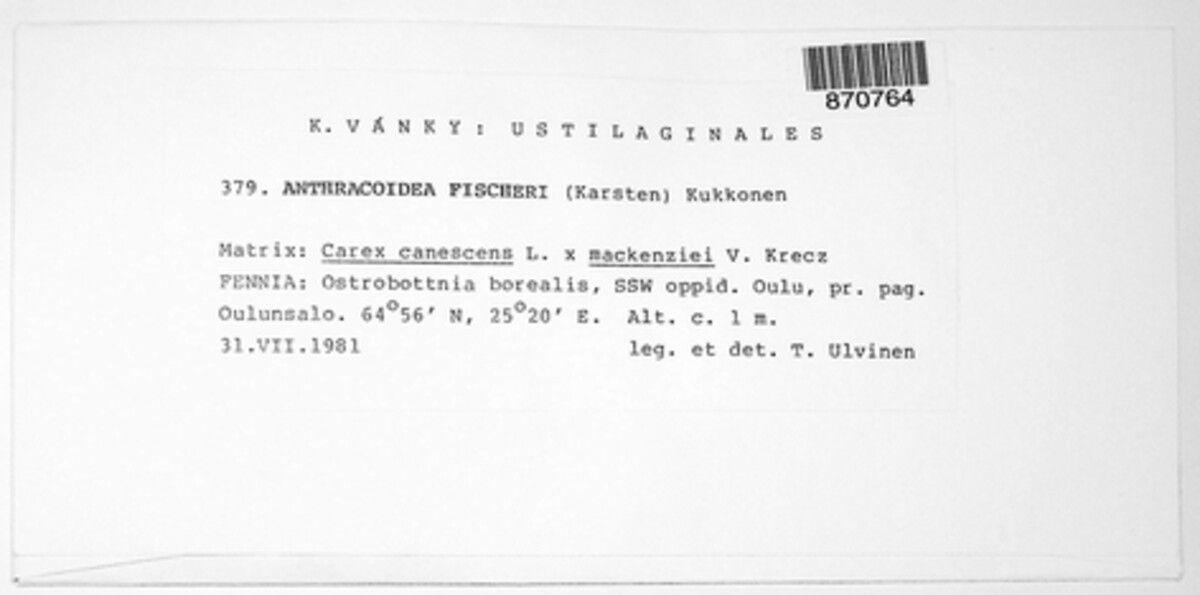 870764
K. VÁNKY: USTILAGINALES
379. ANTHRACOIDEA FISCHERI (Karsten) Kukkonen
Matrix: Carex canescens L. x mackenziei V. Krecz
FENNIA: Ostrobottnia borealis, SSW oppid. Oulu, pr. pag.
Oulunsalo. 64°56' N, 25°20' E. Alt. c. 1 m.
31.VII.1981 leg. et det. T. Ulvinen